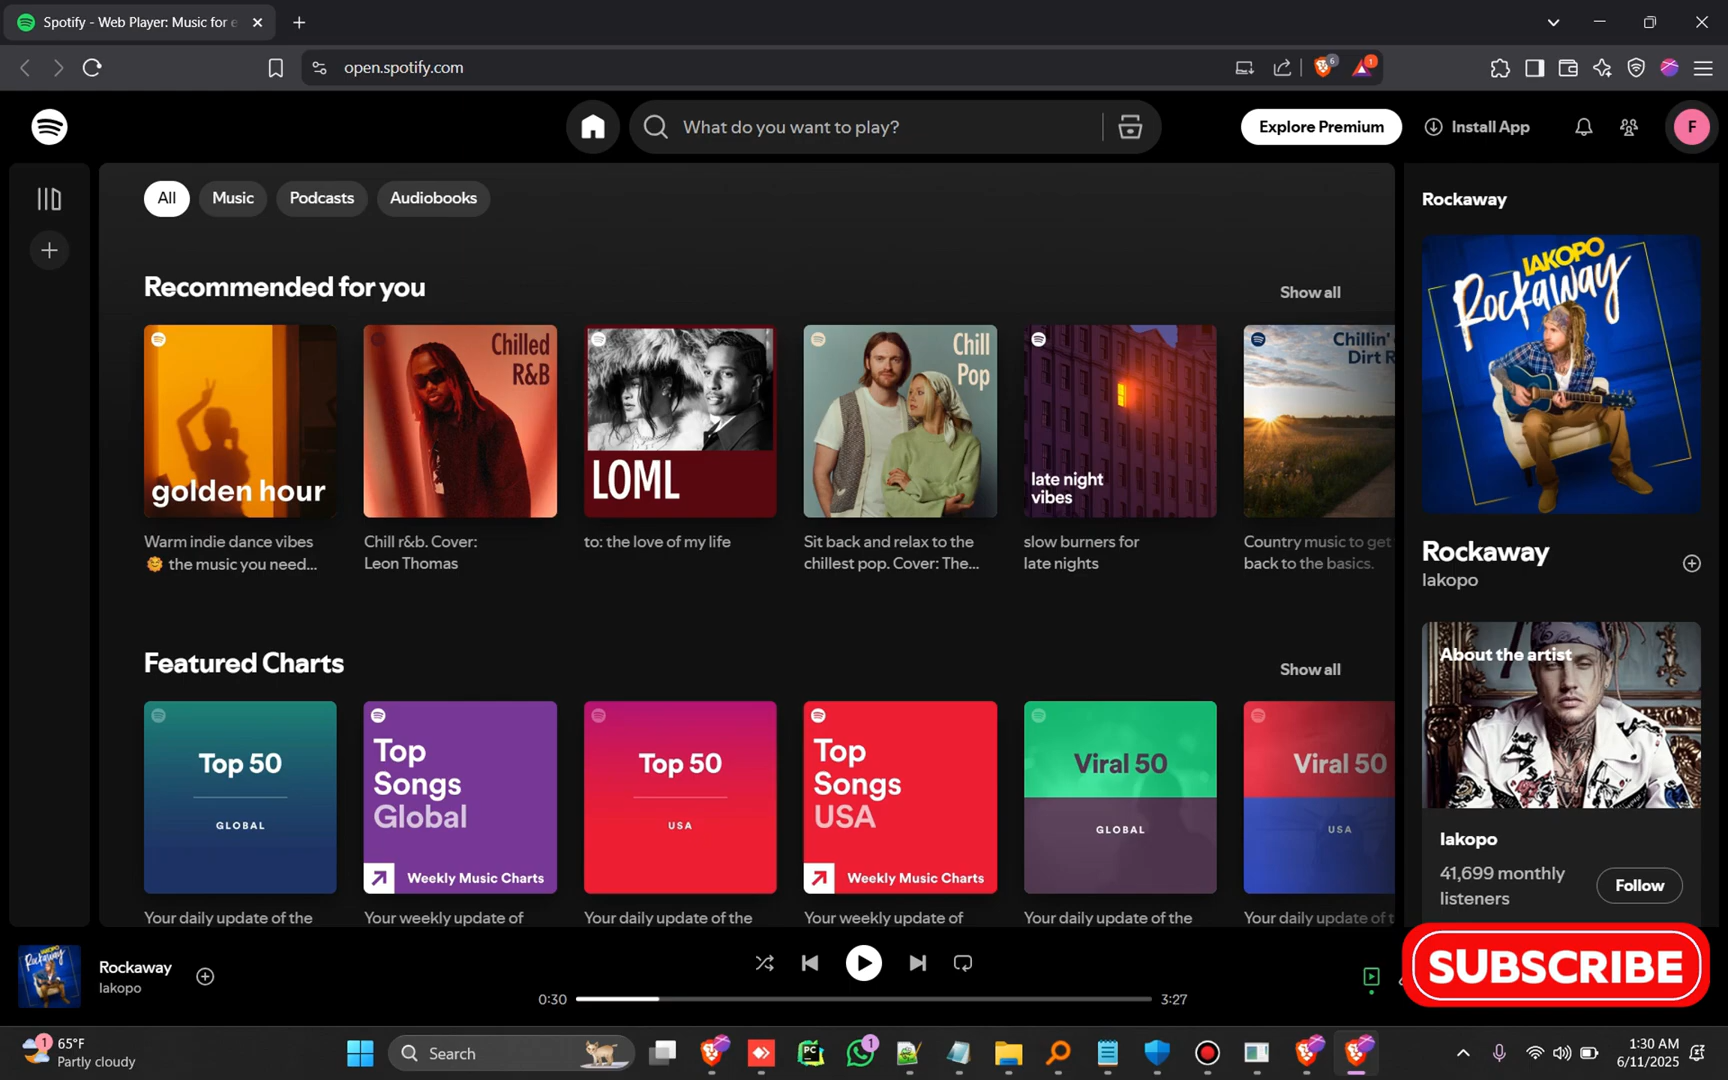 Spotify - Web Player: Music for e
open.spotify.com
6
1
What do you want to play?
Explore Premium
Install App
F
All
Music
Podcasts
Audiobooks
Recommended for you
Show all
golden hour
Chilled
R&B
LOML
Chill
Pop
late night
vibes
Chillin'
Dirt R
Warm indie dance vibes
🌞 the music you need...
Chill r&b. Cover:
Leon Thomas
to: the love of my life
Sit back and relax to the
chillest pop. Cover: The...
slow burners for
late nights
Country music to get
back to the basics.
Featured Charts
Show all
Top 50
GLOBAL
Top
Songs
Global
Weekly Music Charts
Top 50
USA
Top
Songs
USA
Weekly Music Charts
Viral 50
GLOBAL
Viral 50
USA
Your daily update of the
Your weekly update of
Your daily update of the
Your weekly update of
Your daily update of the
Your daily update of t
Rockaway
IAKOPO
Rockaway
Rockaway
Iakopo
About the artist
Iakopo
41,699 monthly
listeners
Follow
SUBSCRIBE
IAKOPO
Rockaway
Rockaway
Iakopo
0:30
3:27
1
65°F
Partly cloudy
Search
PC
1
1:30 AM
6/11/2025